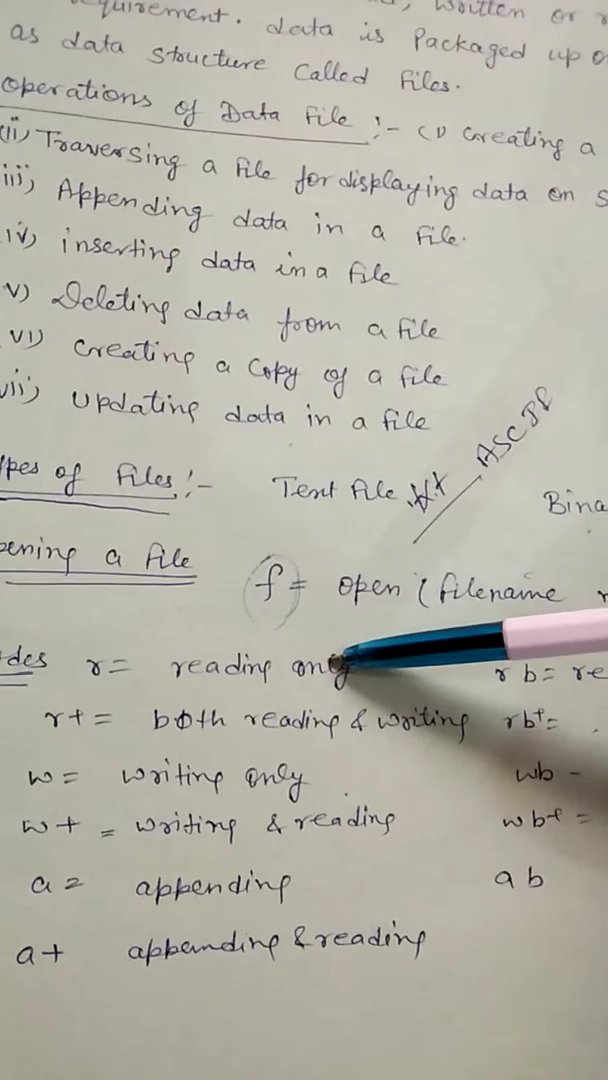 quirement. data is Packaged up
as data structure called files.
operations of Data file :- (i) creating a
(ii) Traversing a file for displaying data on s
iii) Appending data in a file.
iv) inserting data in a file
v) Deleting data from a file
vi) creating a copy of a file
vii) updating data in a file
pes of files :- Text file .txt Bina
pening a file f = open (filename
des r = reading only rb = re
r+ = both reading & writing rb+ =
w = writing only wb -
w+ = writing & reading wb+ =
a = appending ab
a+ appending & reading